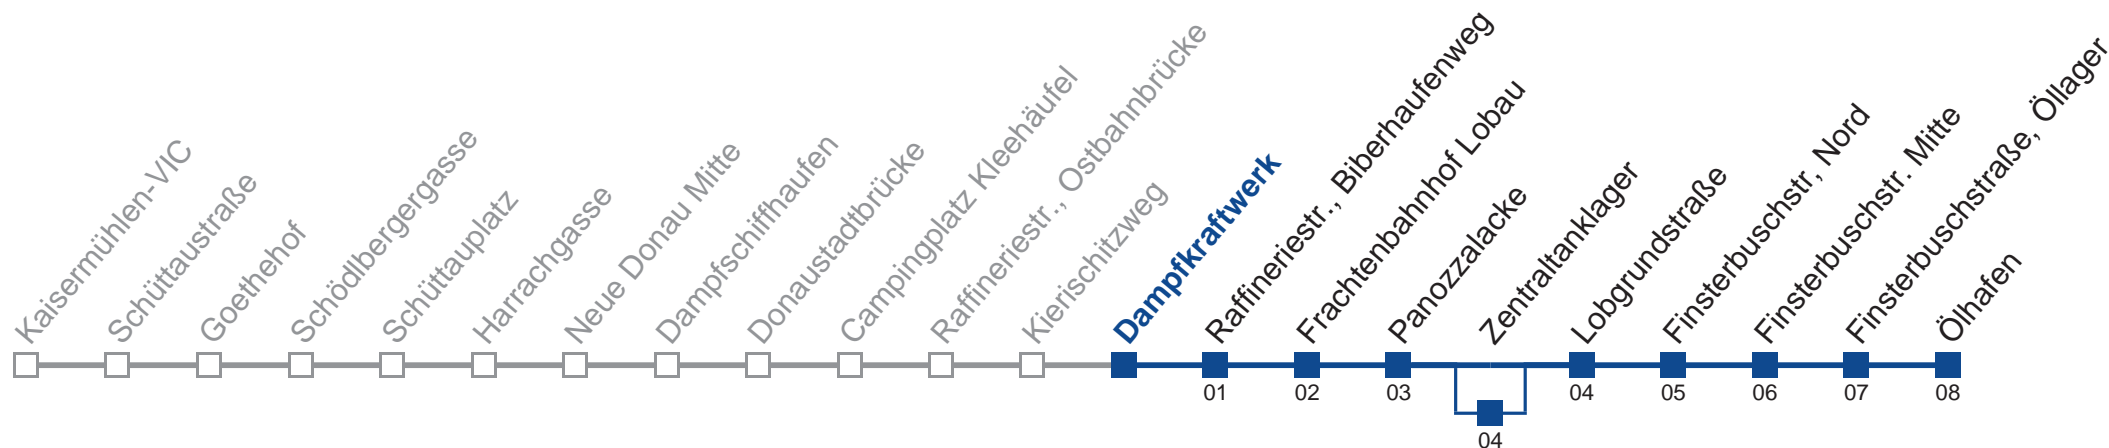 Kaisermühlen-VIC
Schüttaustraße
Goethehof
Schödlbergergasse
Schüttauplatz
Harrachgasse
Neue Donau Mitte
Dampfschiffhaufen
Donaustadtbrücke
Campingplatz Kleehäufel
Raffineriestr., Ostbahnbrücke
Kierischitzweg
Dampfkraftwerk
Raffineriestr., Biberhaufenweg
Frachtenbahnhof Lobau
Panozzalacke
Zentraltanklager
Lobgrundstraße
Finsterbuschstr, Nord
Finsterbuschstr. Mitte
Finsterbuschstraße, Öllager
Ölhafen
01
02
03
04
05
06
07
08
04